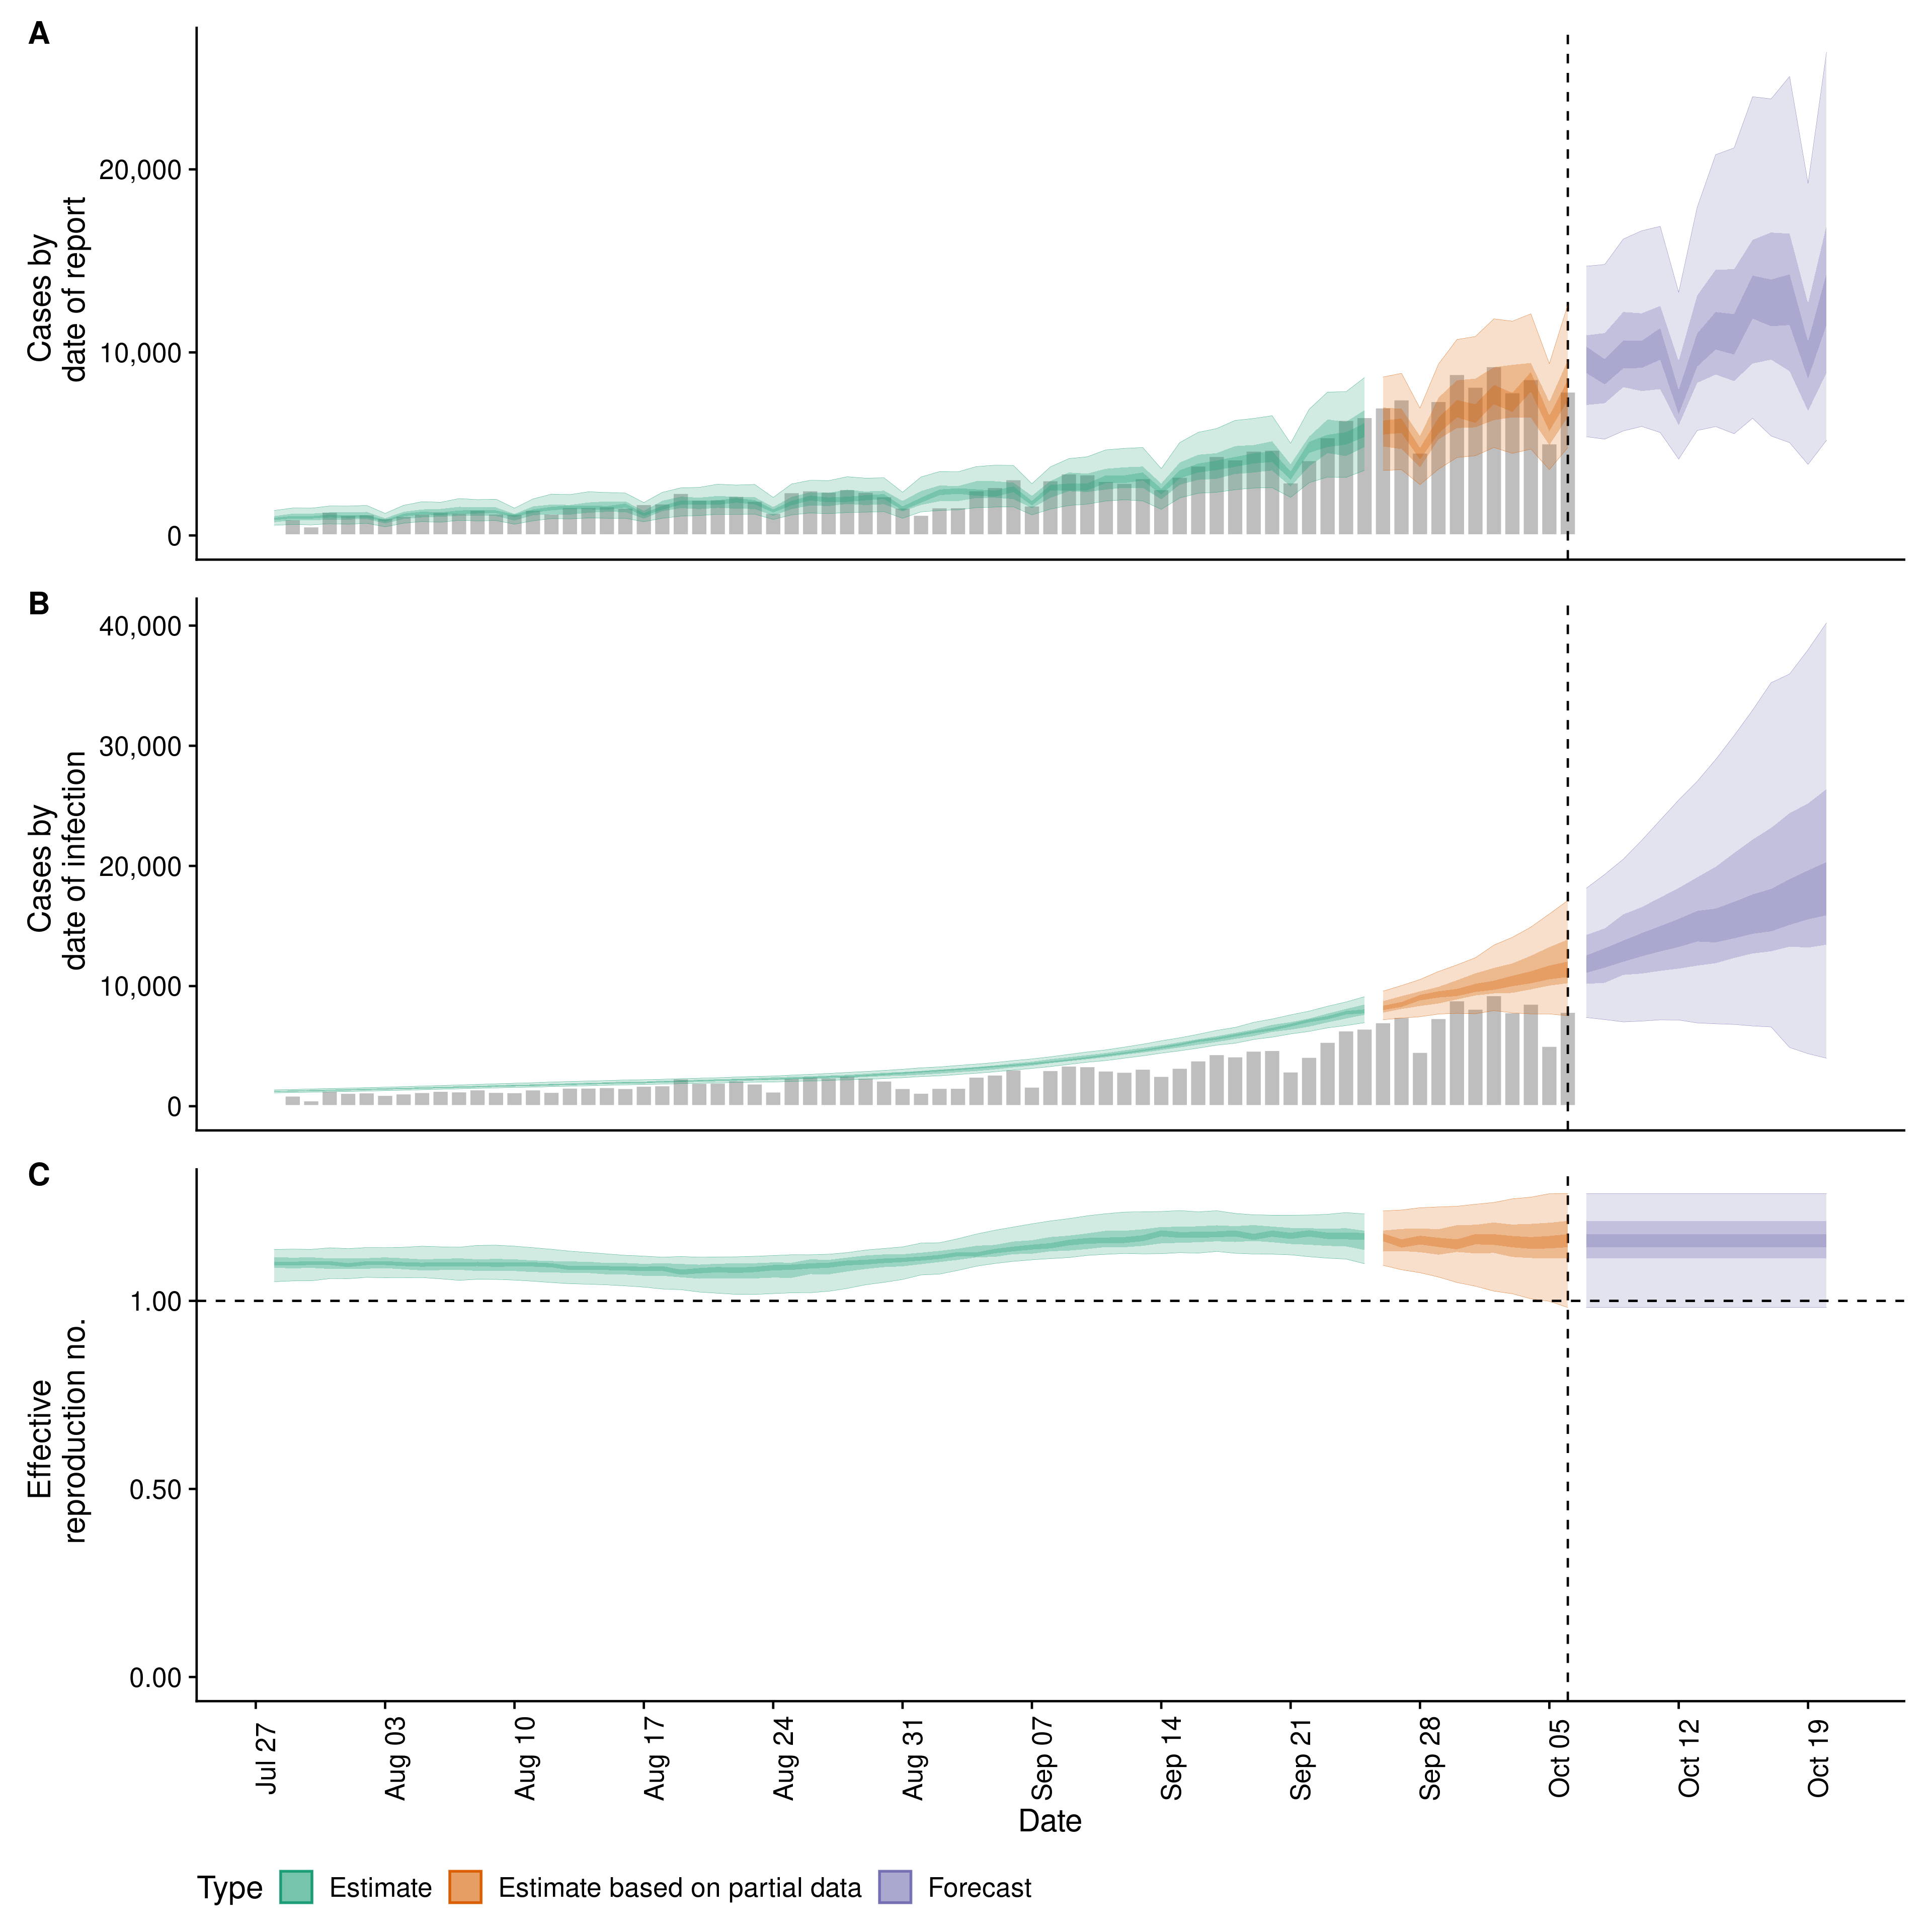 A
Cases by
date of report
20,000
10,000
0
B
Cases by
date of infection
40,000
30,000
20,000
10,000
0
C
Effective
reproduction no.
1.00
0.50
0.00
Jul 27
Aug 03
Aug 10
Aug 17
Aug 24
Aug 31
Sep 07
Sep 14
Sep 21
Sep 28
Oct 05
Oct 12
Oct 19
Date
Type Estimate Estimate based on partial data Forecast